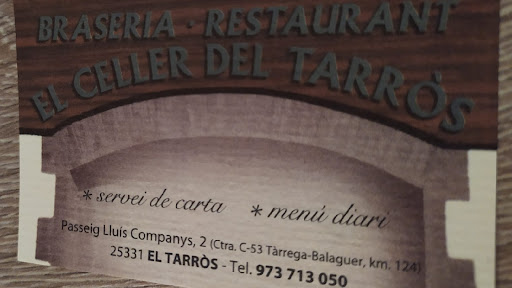 BRASERIA · RESTAURANT
EL CELLER DEL TARRÒS
* servei de carta * menú diari
Passeig Lluís Companys, 2 (Ctra. C-53 Tàrrega-Balaguer, km. 124)
25331 EL TARRÒS - Tel. 973 713 050